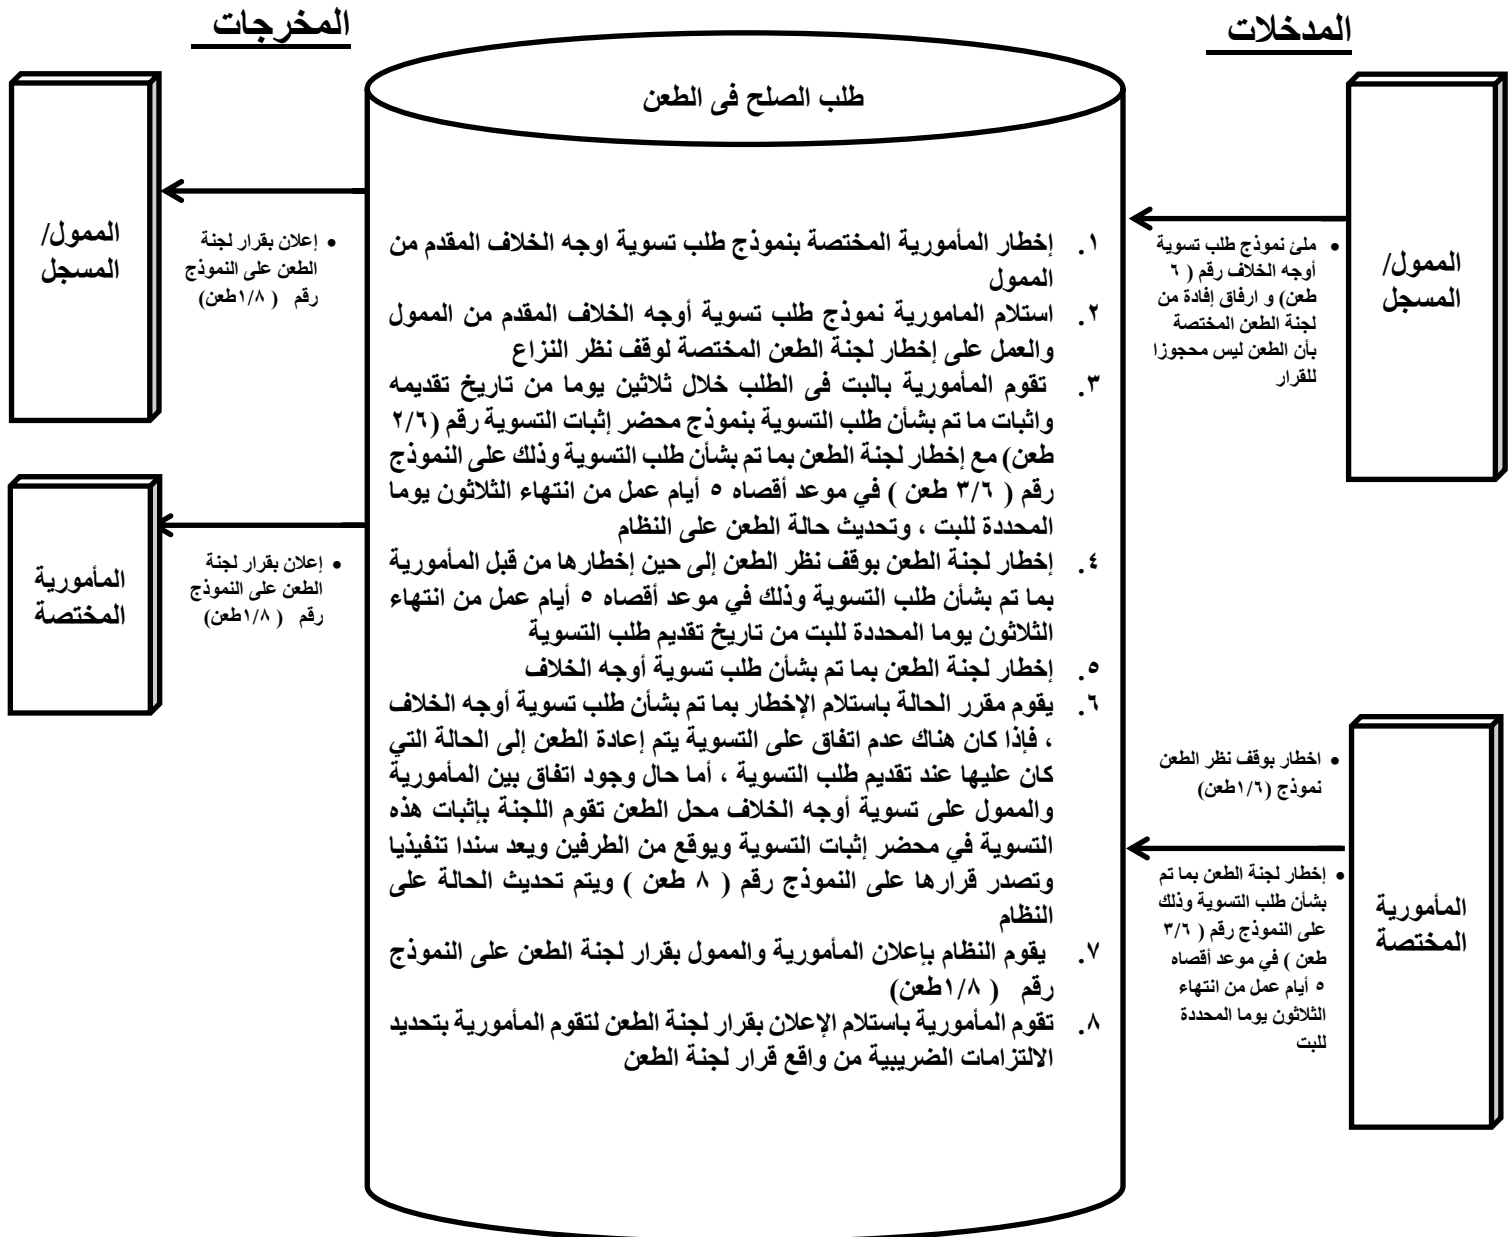 المدخلات
المخرجات
طلب الصلح فى الطعن
الممول/
المسجل
• ملئ نموذج طلب تسوية
أوجه الخلاف رقم ( ٦
طعن) و ارفاق إفادة من
لجنة الطعن المختصة
بأن الطعن ليس محجوزا
للقرار
المأمورية
المختصة
• اخطار بوقف نظر الطعن
نموذج (١/٦طعن)
• إخطار لجنة الطعن بما تم
بشأن طلب التسوية وذلك
على النموذج رقم ( ٣/٦
طعن ) في موعد أقصاه
٥ أيام عمل من انتهاء
الثلاثون يوما المحددة
للبت
١. إخطار المأمورية المختصة بنموذج طلب تسوية اوجه الخلاف المقدم من
الممول
٢. استلام المامورية نموذج طلب تسوية أوجه الخلاف المقدم من الممول
والعمل على إخطار لجنة الطعن المختصة لوقف نظر النزاع
٣. تقوم المأمورية بالبت فى الطلب خلال ثلاثين يوما من تاريخ تقديمه
واثبات ما تم بشأن طلب التسوية بنموذج محضر إثبات التسوية رقم (٢/٦
طعن) مع إخطار لجنة الطعن بما تم بشأن طلب التسوية وذلك على النموذج
رقم ( ٣/٦ طعن ) في موعد أقصاه ٥ أيام عمل من انتهاء الثلاثون يوما
المحددة للبت ، وتحديث حالة الطعن على النظام
٤. إخطار لجنة الطعن بوقف نظر الطعن إلى حين إخطارها من قبل المأمورية
بما تم بشأن طلب التسوية وذلك في موعد أقصاه ٥ أيام عمل من انتهاء
الثلاثون يوما المحددة للبت من تاريخ تقديم طلب التسوية
٥. إخطار لجنة الطعن بما تم بشأن طلب تسوية أوجه الخلاف
٦. يقوم مقرر الحالة باستلام الإخطار بما تم بشأن طلب تسوية أوجه الخلاف
، فإذا كان هناك عدم اتفاق على التسوية يتم إعادة الطعن إلى الحالة التي
كان عليها عند تقديم طلب التسوية ، أما حال وجود اتفاق بين المأمورية
والممول على تسوية أوجه الخلاف محل الطعن تقوم اللجنة بإثبات هذه
التسوية في محضر إثبات التسوية ويوقع من الطرفين ويعد سندا تنفيذيا
وتصدر قرارها على النموذج رقم ( ٨ طعن ) ويتم تحديث الحالة على
النظام
٧. يقوم النظام بإعلان المأمورية والممول بقرار لجنة الطعن على النموذج
رقم ( ١/٨طعن)
٨. تقوم المأمورية باستلام الإعلان بقرار لجنة الطعن لتقوم المأمورية بتحديد
الالتزامات الضريبية من واقع قرار لجنة الطعن
• إعلان بقرار لجنة
الطعن على النموذج
رقم ( ١/٨طعن)
الممول/
المسجل
• إعلان بقرار لجنة
الطعن على النموذج
رقم ( ١/٨طعن)
المأمورية
المختصة